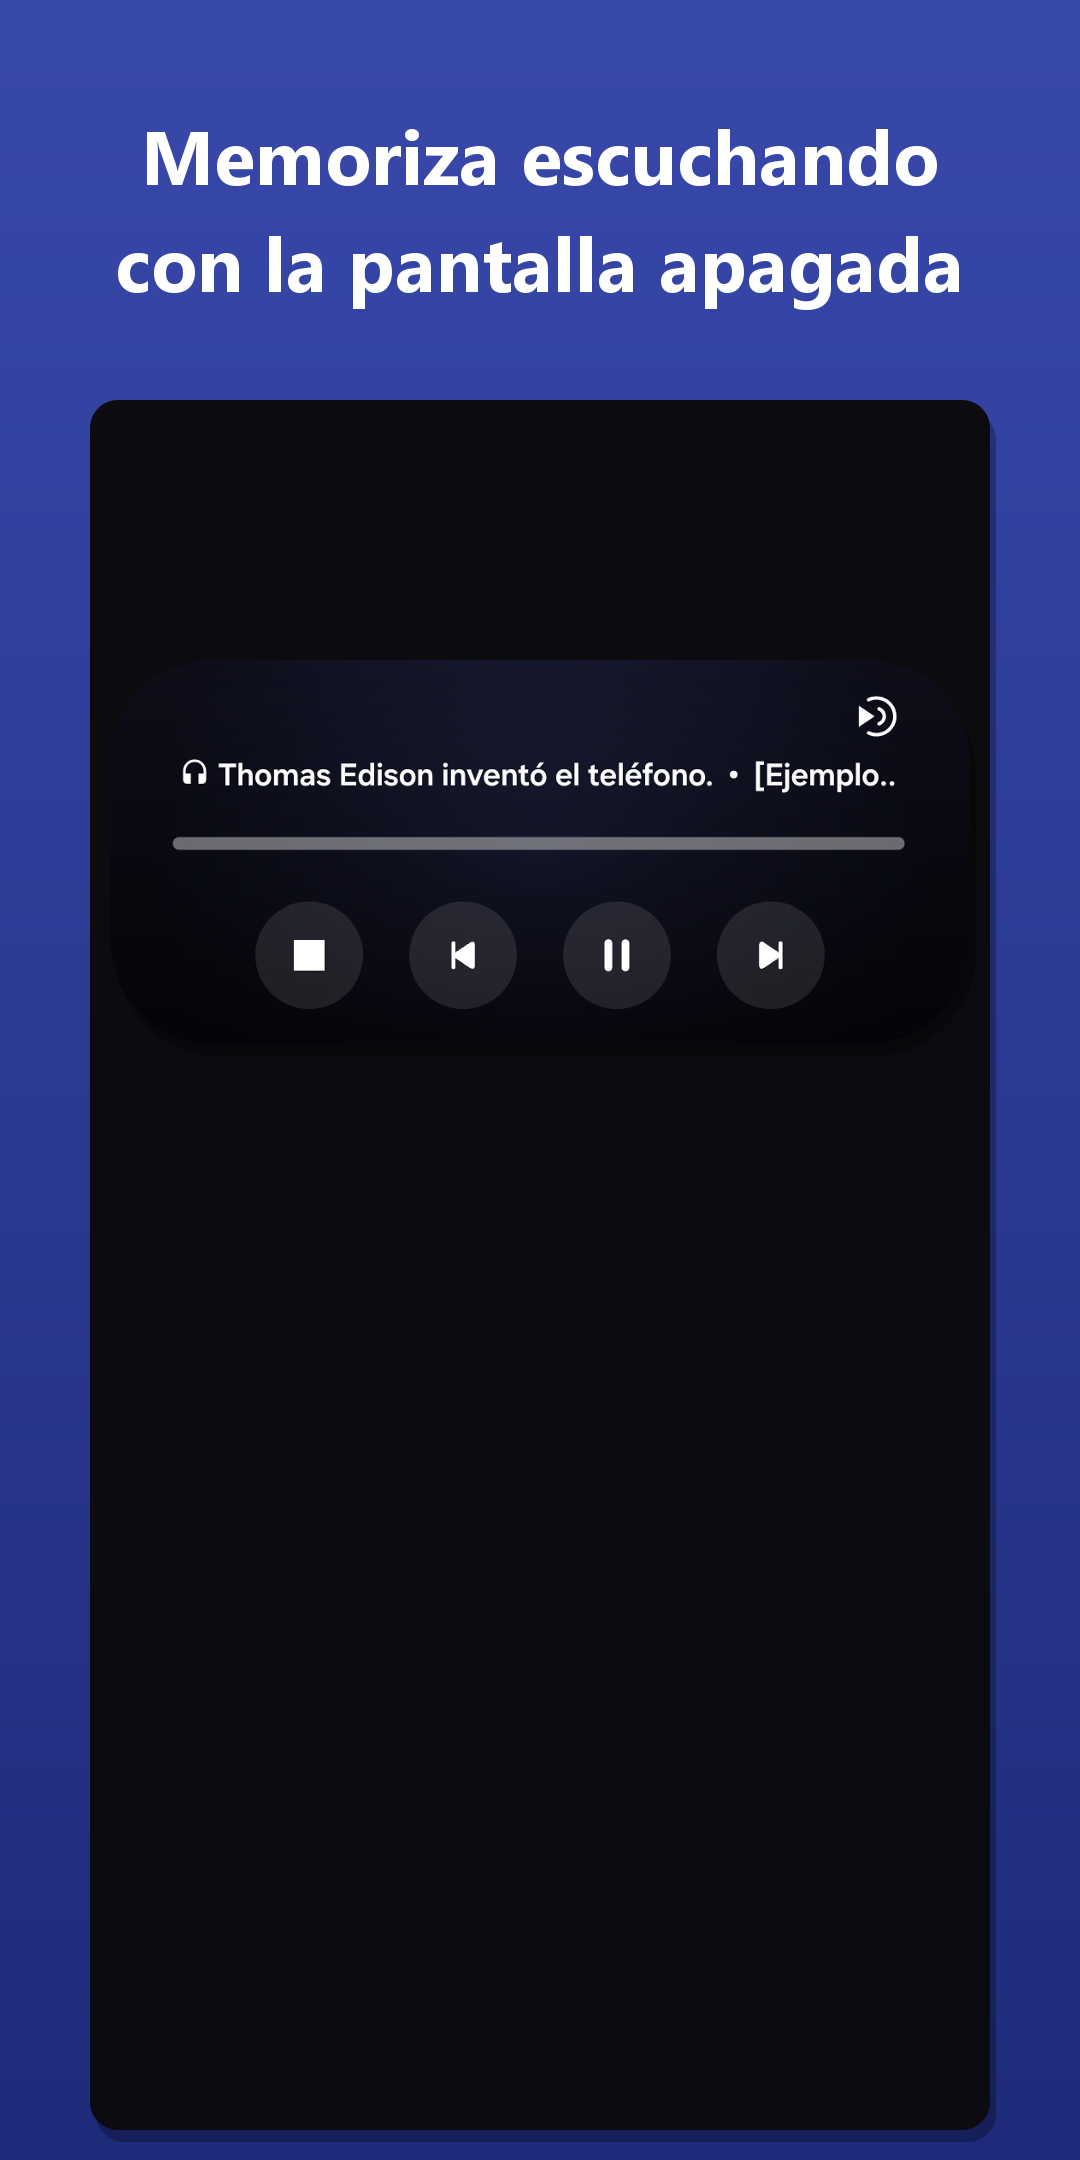 Memoriza escuchando
con la pantalla apagada
Thomas Edison inventó el teléfono. • [Ejemplo..